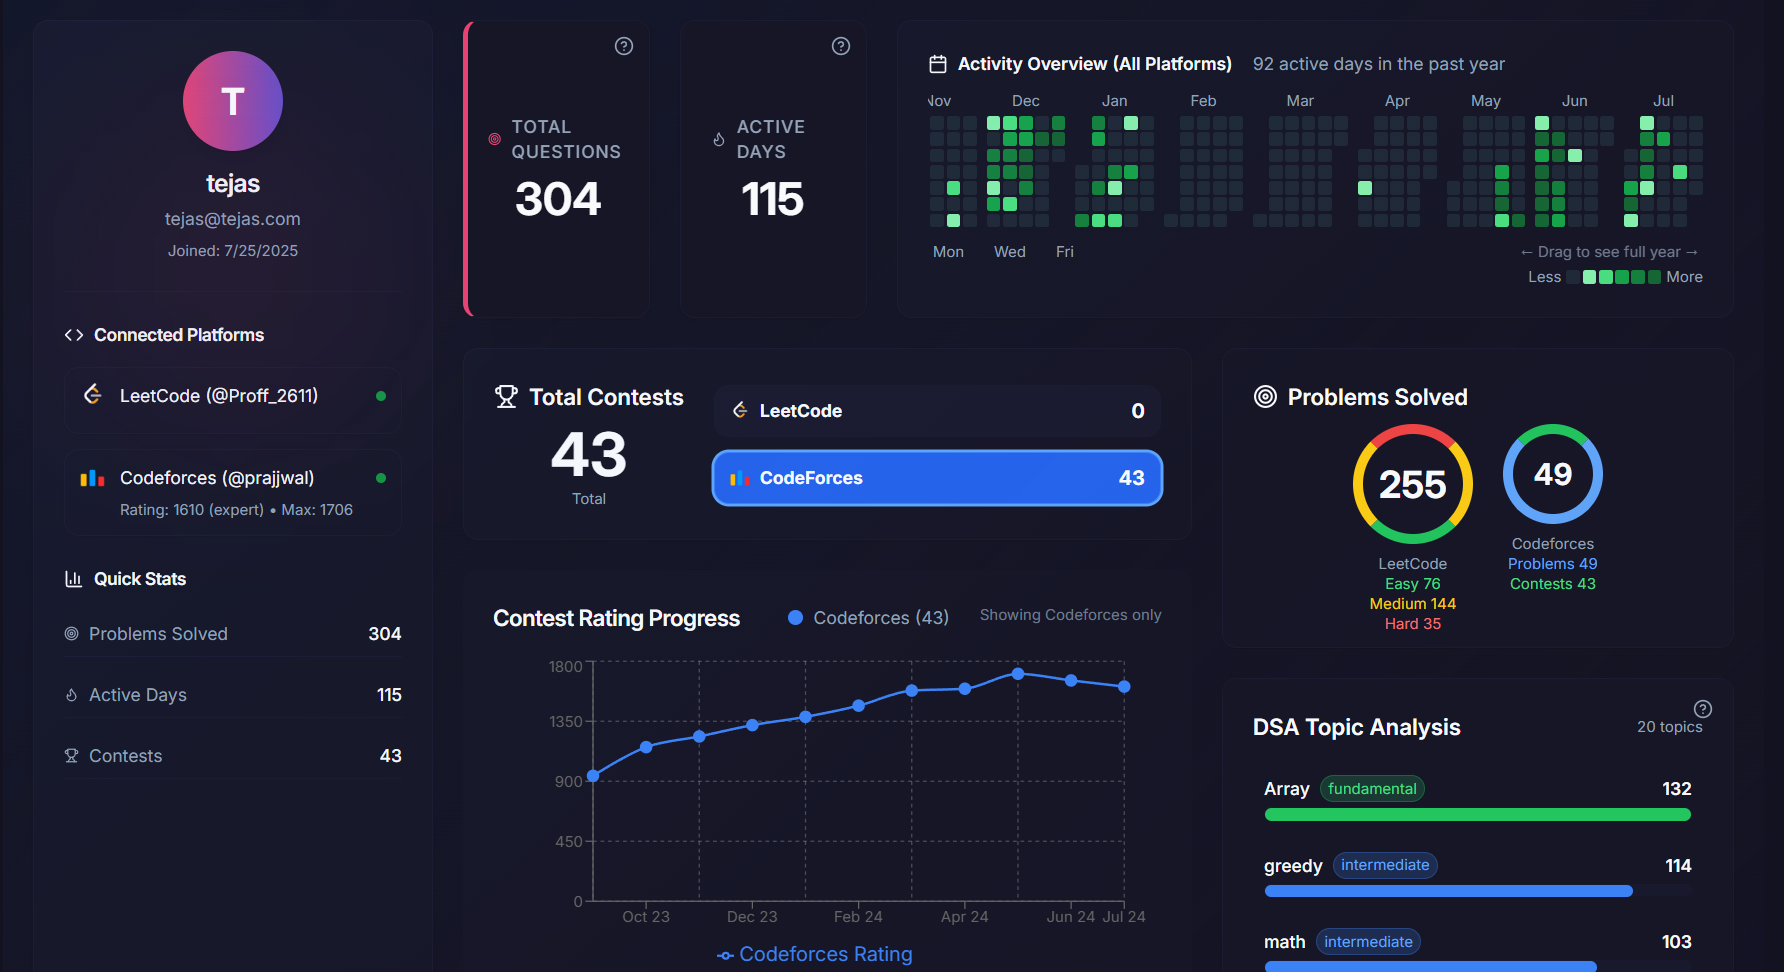 T
tejas
tejas@tejas.com
Joined: 7/25/2025
Connected Platforms
LeetCode (@Proff_2611)
Codeforces (@prajjwal)
Rating: 1610 (expert) • Max: 1706
Quick Stats
Problems Solved 304
Active Days 115
Contests 43
TOTAL
QUESTIONS
304
ACTIVE
DAYS
115
Activity Overview (All Platforms) 92 active days in the past year
Nov Dec Jan Feb Mar Apr May Jun Jul
Mon Wed Fri
← Drag to see full year →
Less More
Total Contests
43
Total
LeetCode 0
CodeForces 43
Problems Solved
255
LeetCode
Easy 76
Medium 144
Hard 35
49
Codeforces
Problems 49
Contests 43
Contest Rating Progress Codeforces (43) Showing Codeforces only
1800
1350
900
450
0
Oct 23 Dec 23 Feb 24 Apr 24 Jun 24 Jul 24
Codeforces Rating
DSA Topic Analysis 20 topics
Array fundamental 132
greedy intermediate 114
math intermediate 103